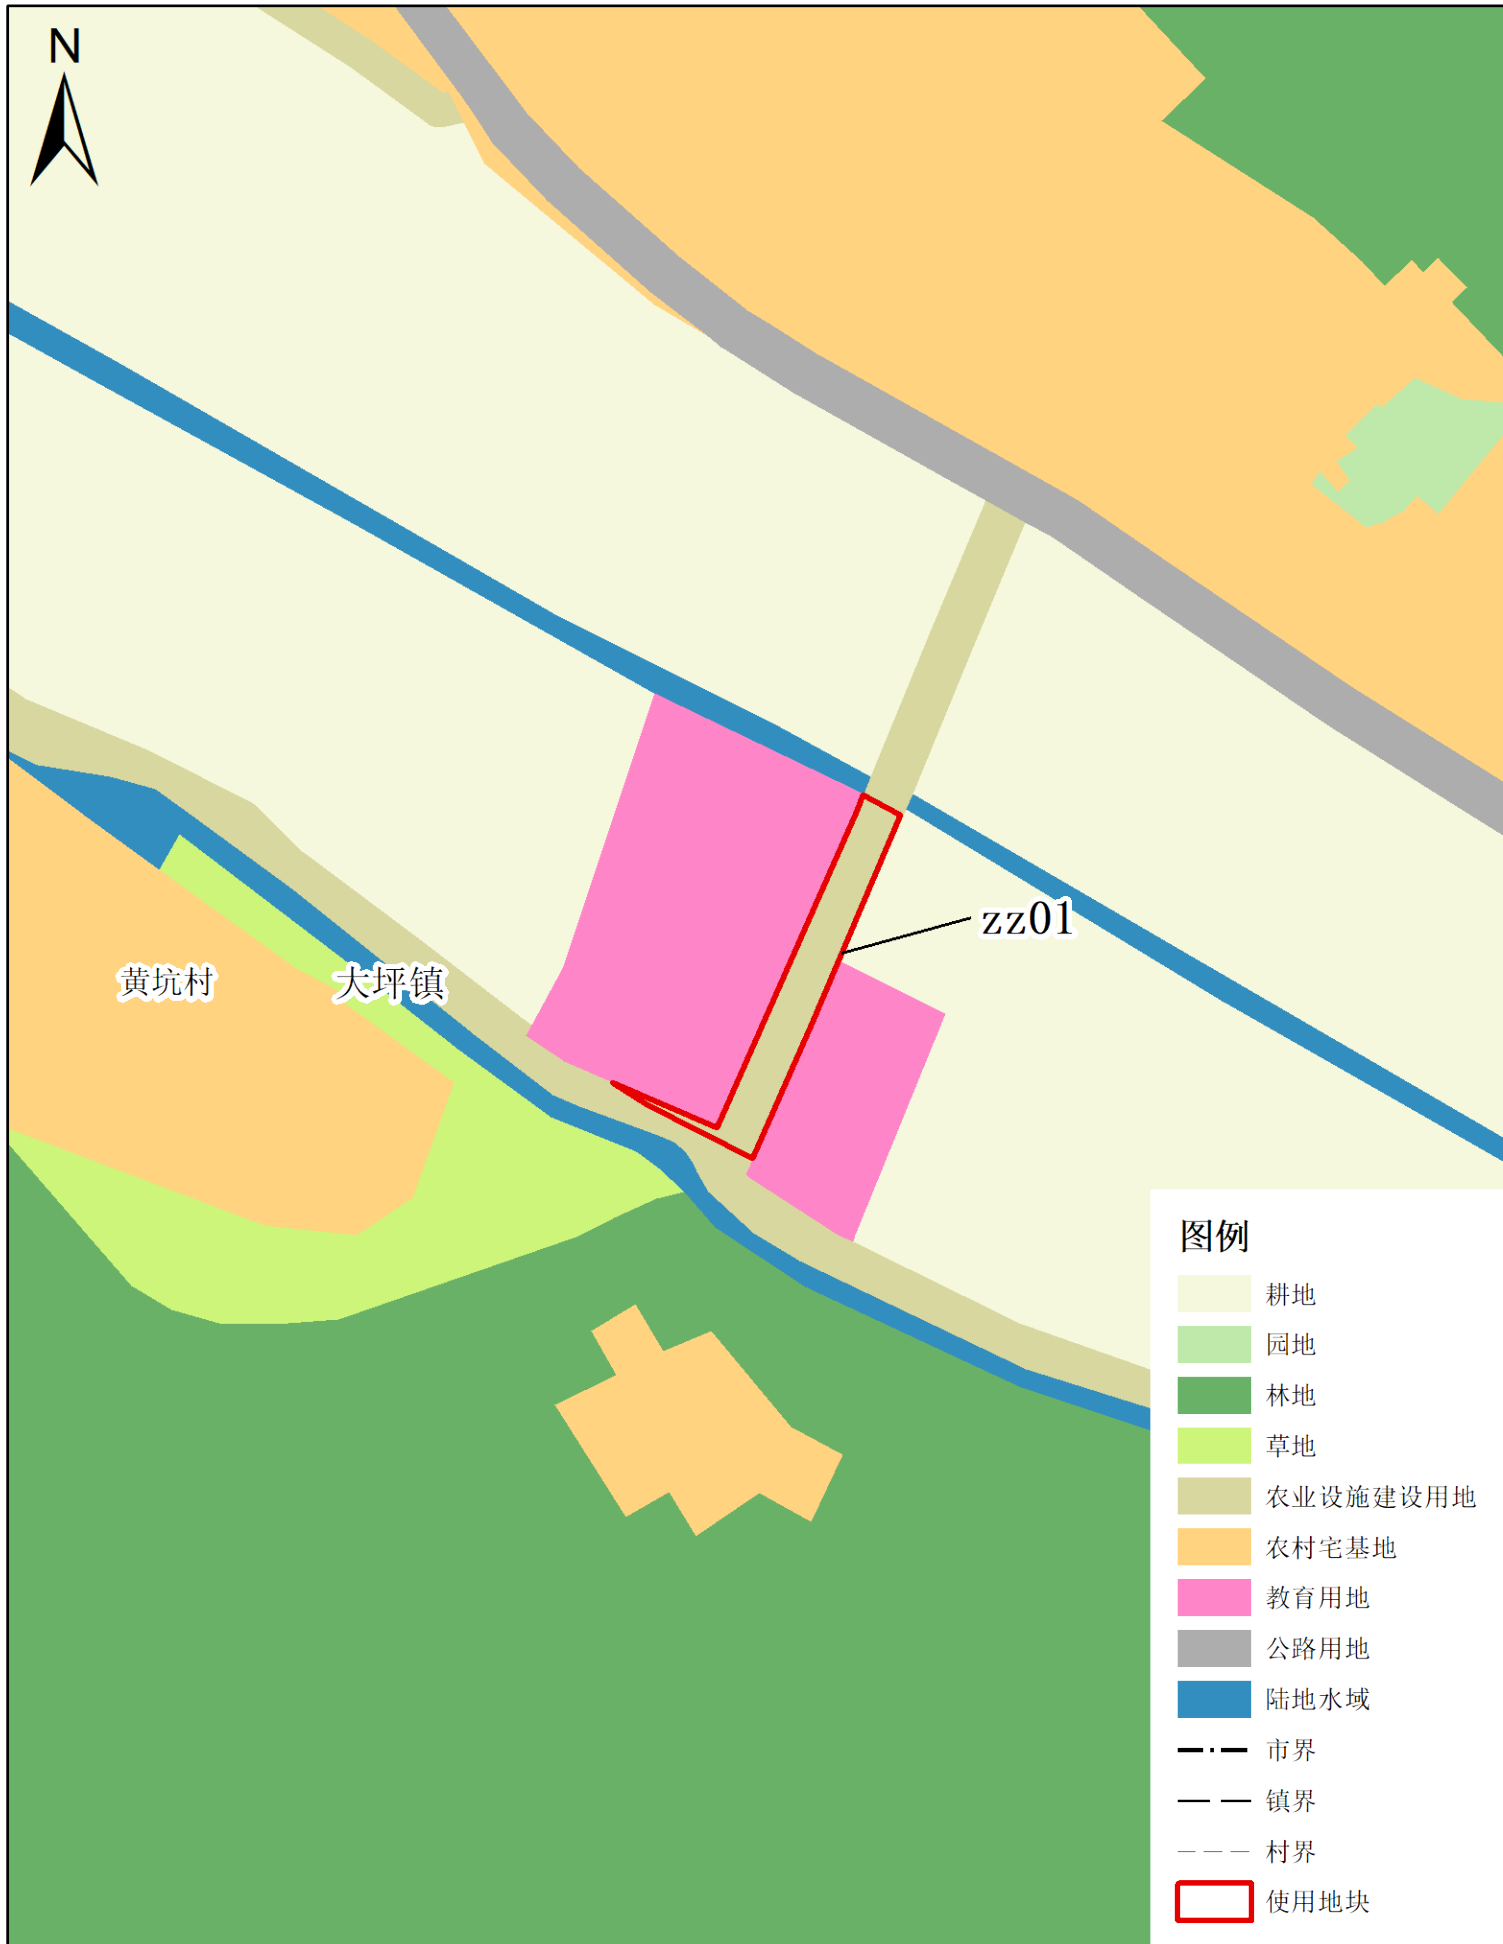 N
zz01
黄坑村
大坪镇
图例
耕地
园地
林地
草地
农业设施建设用地
农村宅基地
教育用地
公路用地
陆地水域
市界
镇界
村界
使用地块